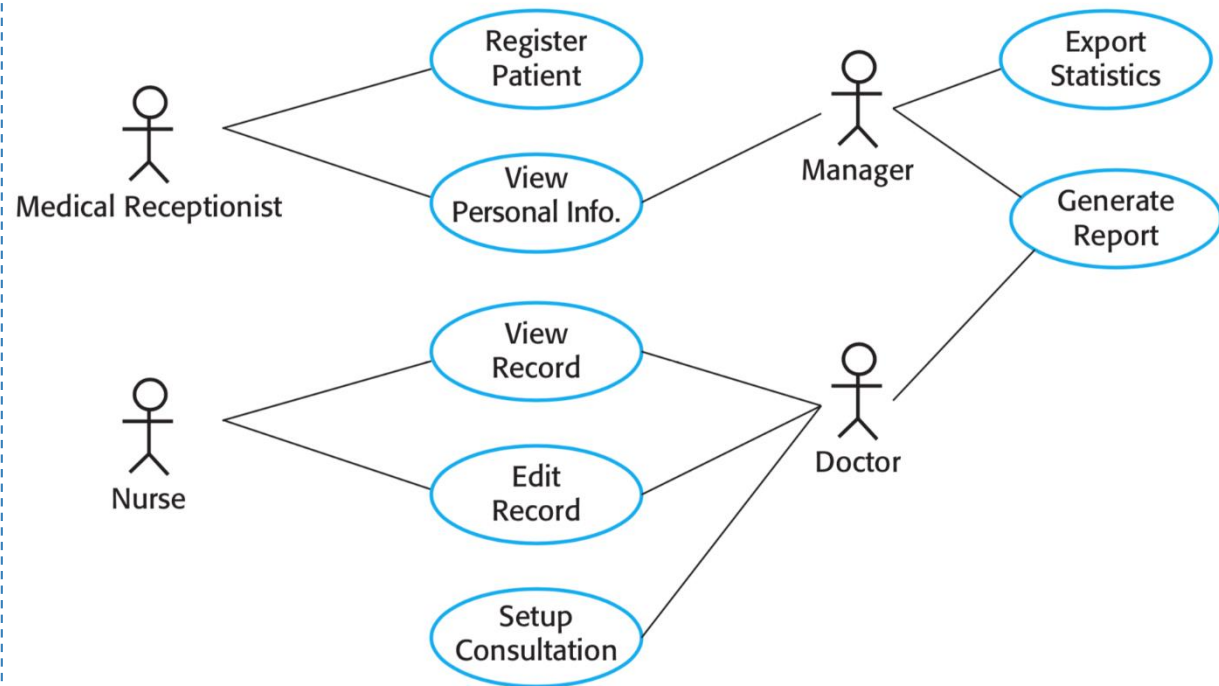 Register
Patient
Export
Statistics
Manager
Medical Receptionist
View
Personal Info.
Generate
Report
View
Record
Nurse
Edit
Record
Doctor
Setup
Consultation